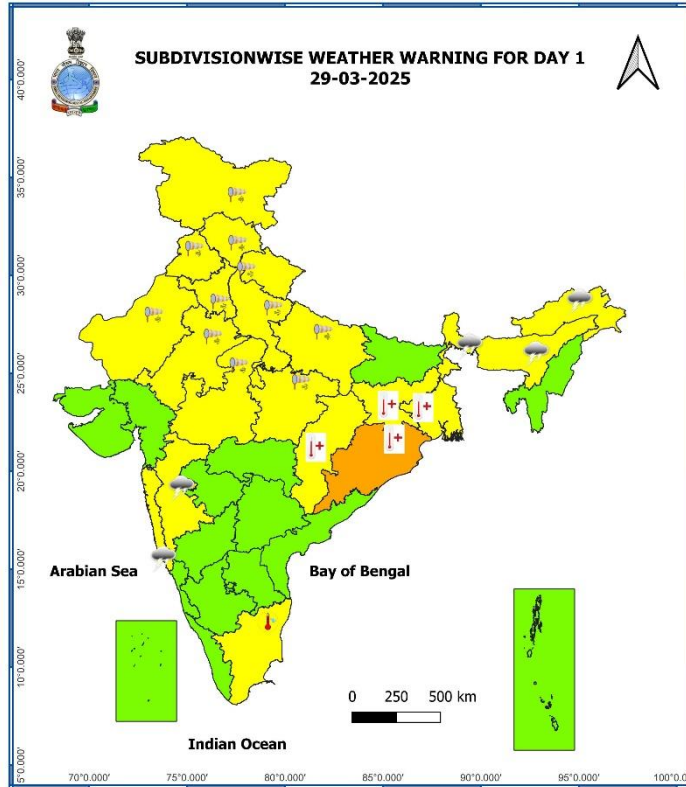 SUBDIVISIONWISE WEATHER WARNING FOR DAY 1
29-03-2025
40°0.000'
35°0.000'
30°0.000'
25°0.000'
20°0.000'
15°0.000'
10°0.000'
5°0.000'
Arabian Sea
Bay of Bengal
0 250 500 km
Indian Ocean
70°0.000' 75°0.000' 80°0.000' 85°0.000' 90°0.000' 95°0.000' 100°0.0